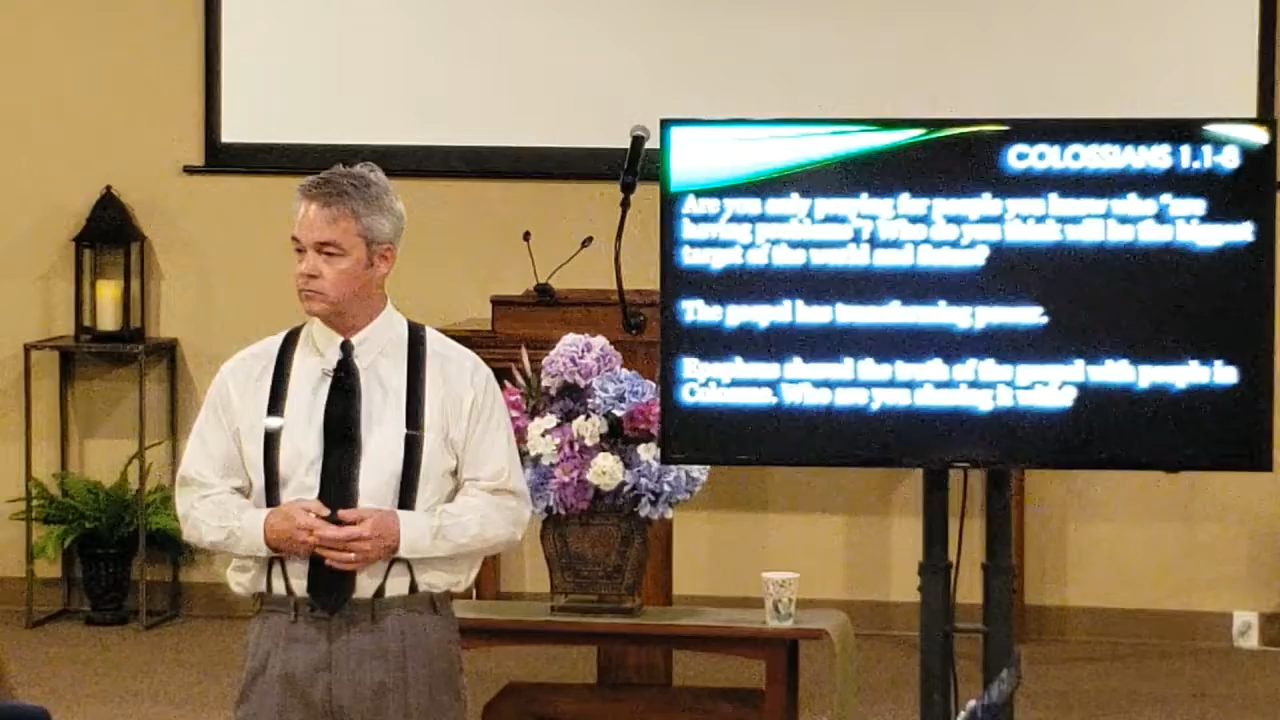 COLOSSIANS 1.1-8
Are you only praying for people you know who "are
having problems"? Who do you think will be the biggest
target of the world and Satan?
The gospel has transforming power.
Epaphras shared the truth of the gospel with people in
Colossae. Who are you sharing it with?